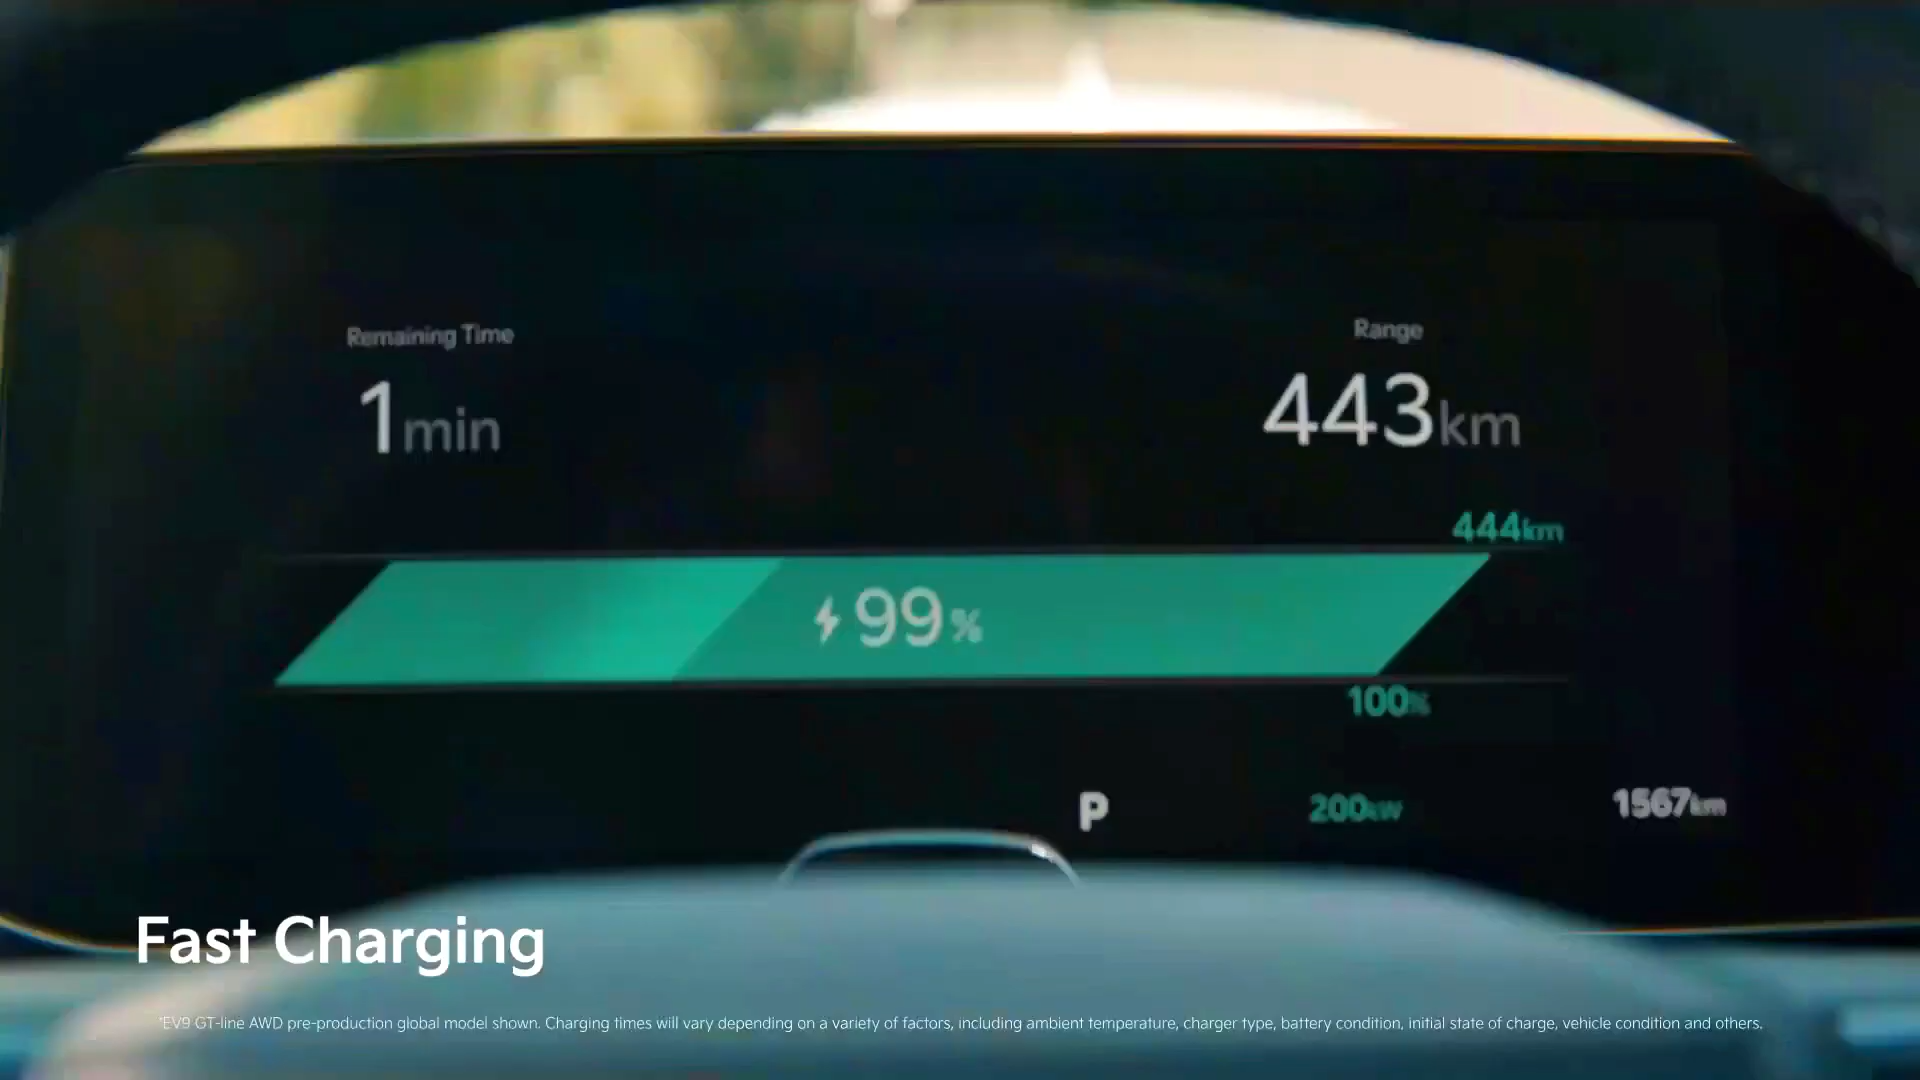 Remaining Time
Range
1min
443km
444km
99%
100%
P
200kW
1567km
Fast Charging
*EV9 GT-line AWD pre-production global model shown. Charging times will vary depending on a variety of factors, including ambient temperature, charger type, battery condition, initial state of charge, vehicle condition and others.